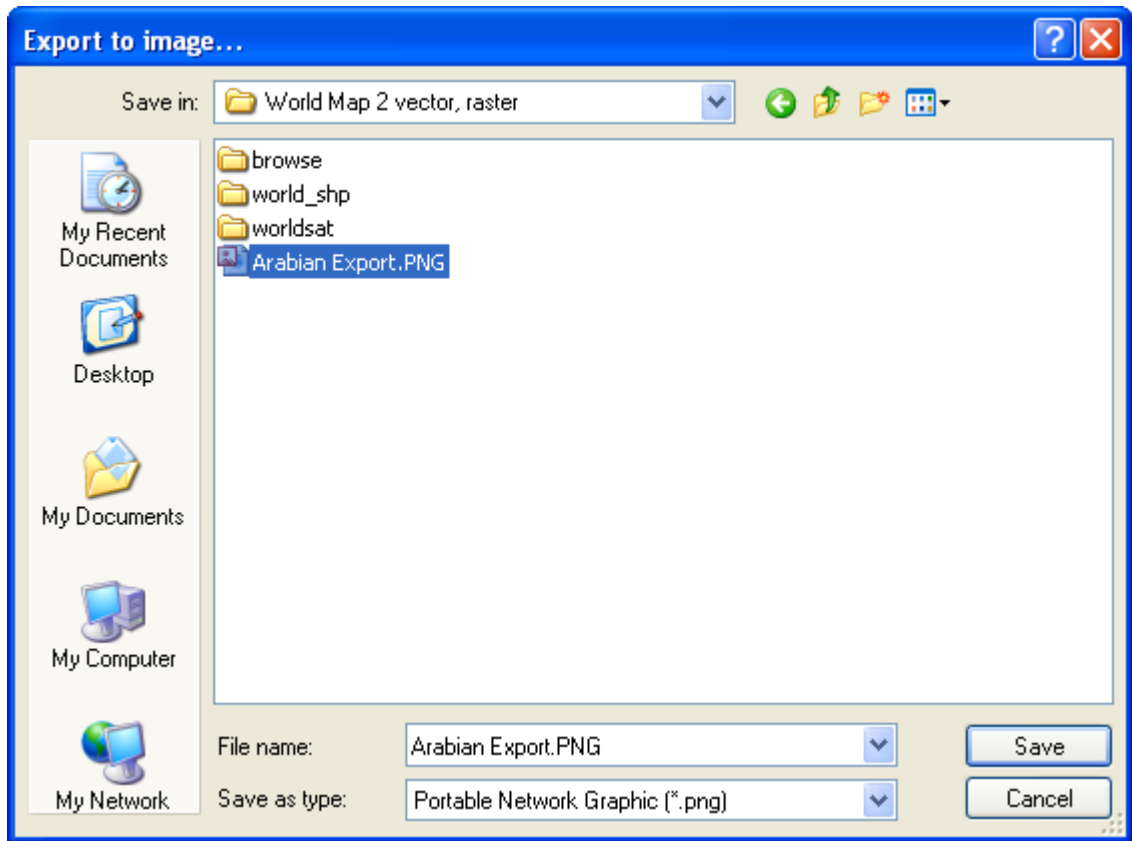 Export to image...
Save in:
World Map 2 vector, raster
browse
world_shp
worldsat
Arabian Export.PNG
My Recent
Documents
Desktop
My Documents
My Computer
My Network
File name:
Arabian Export.PNG
Save
Save as type:
Portable Network Graphic (*.png)
Cancel